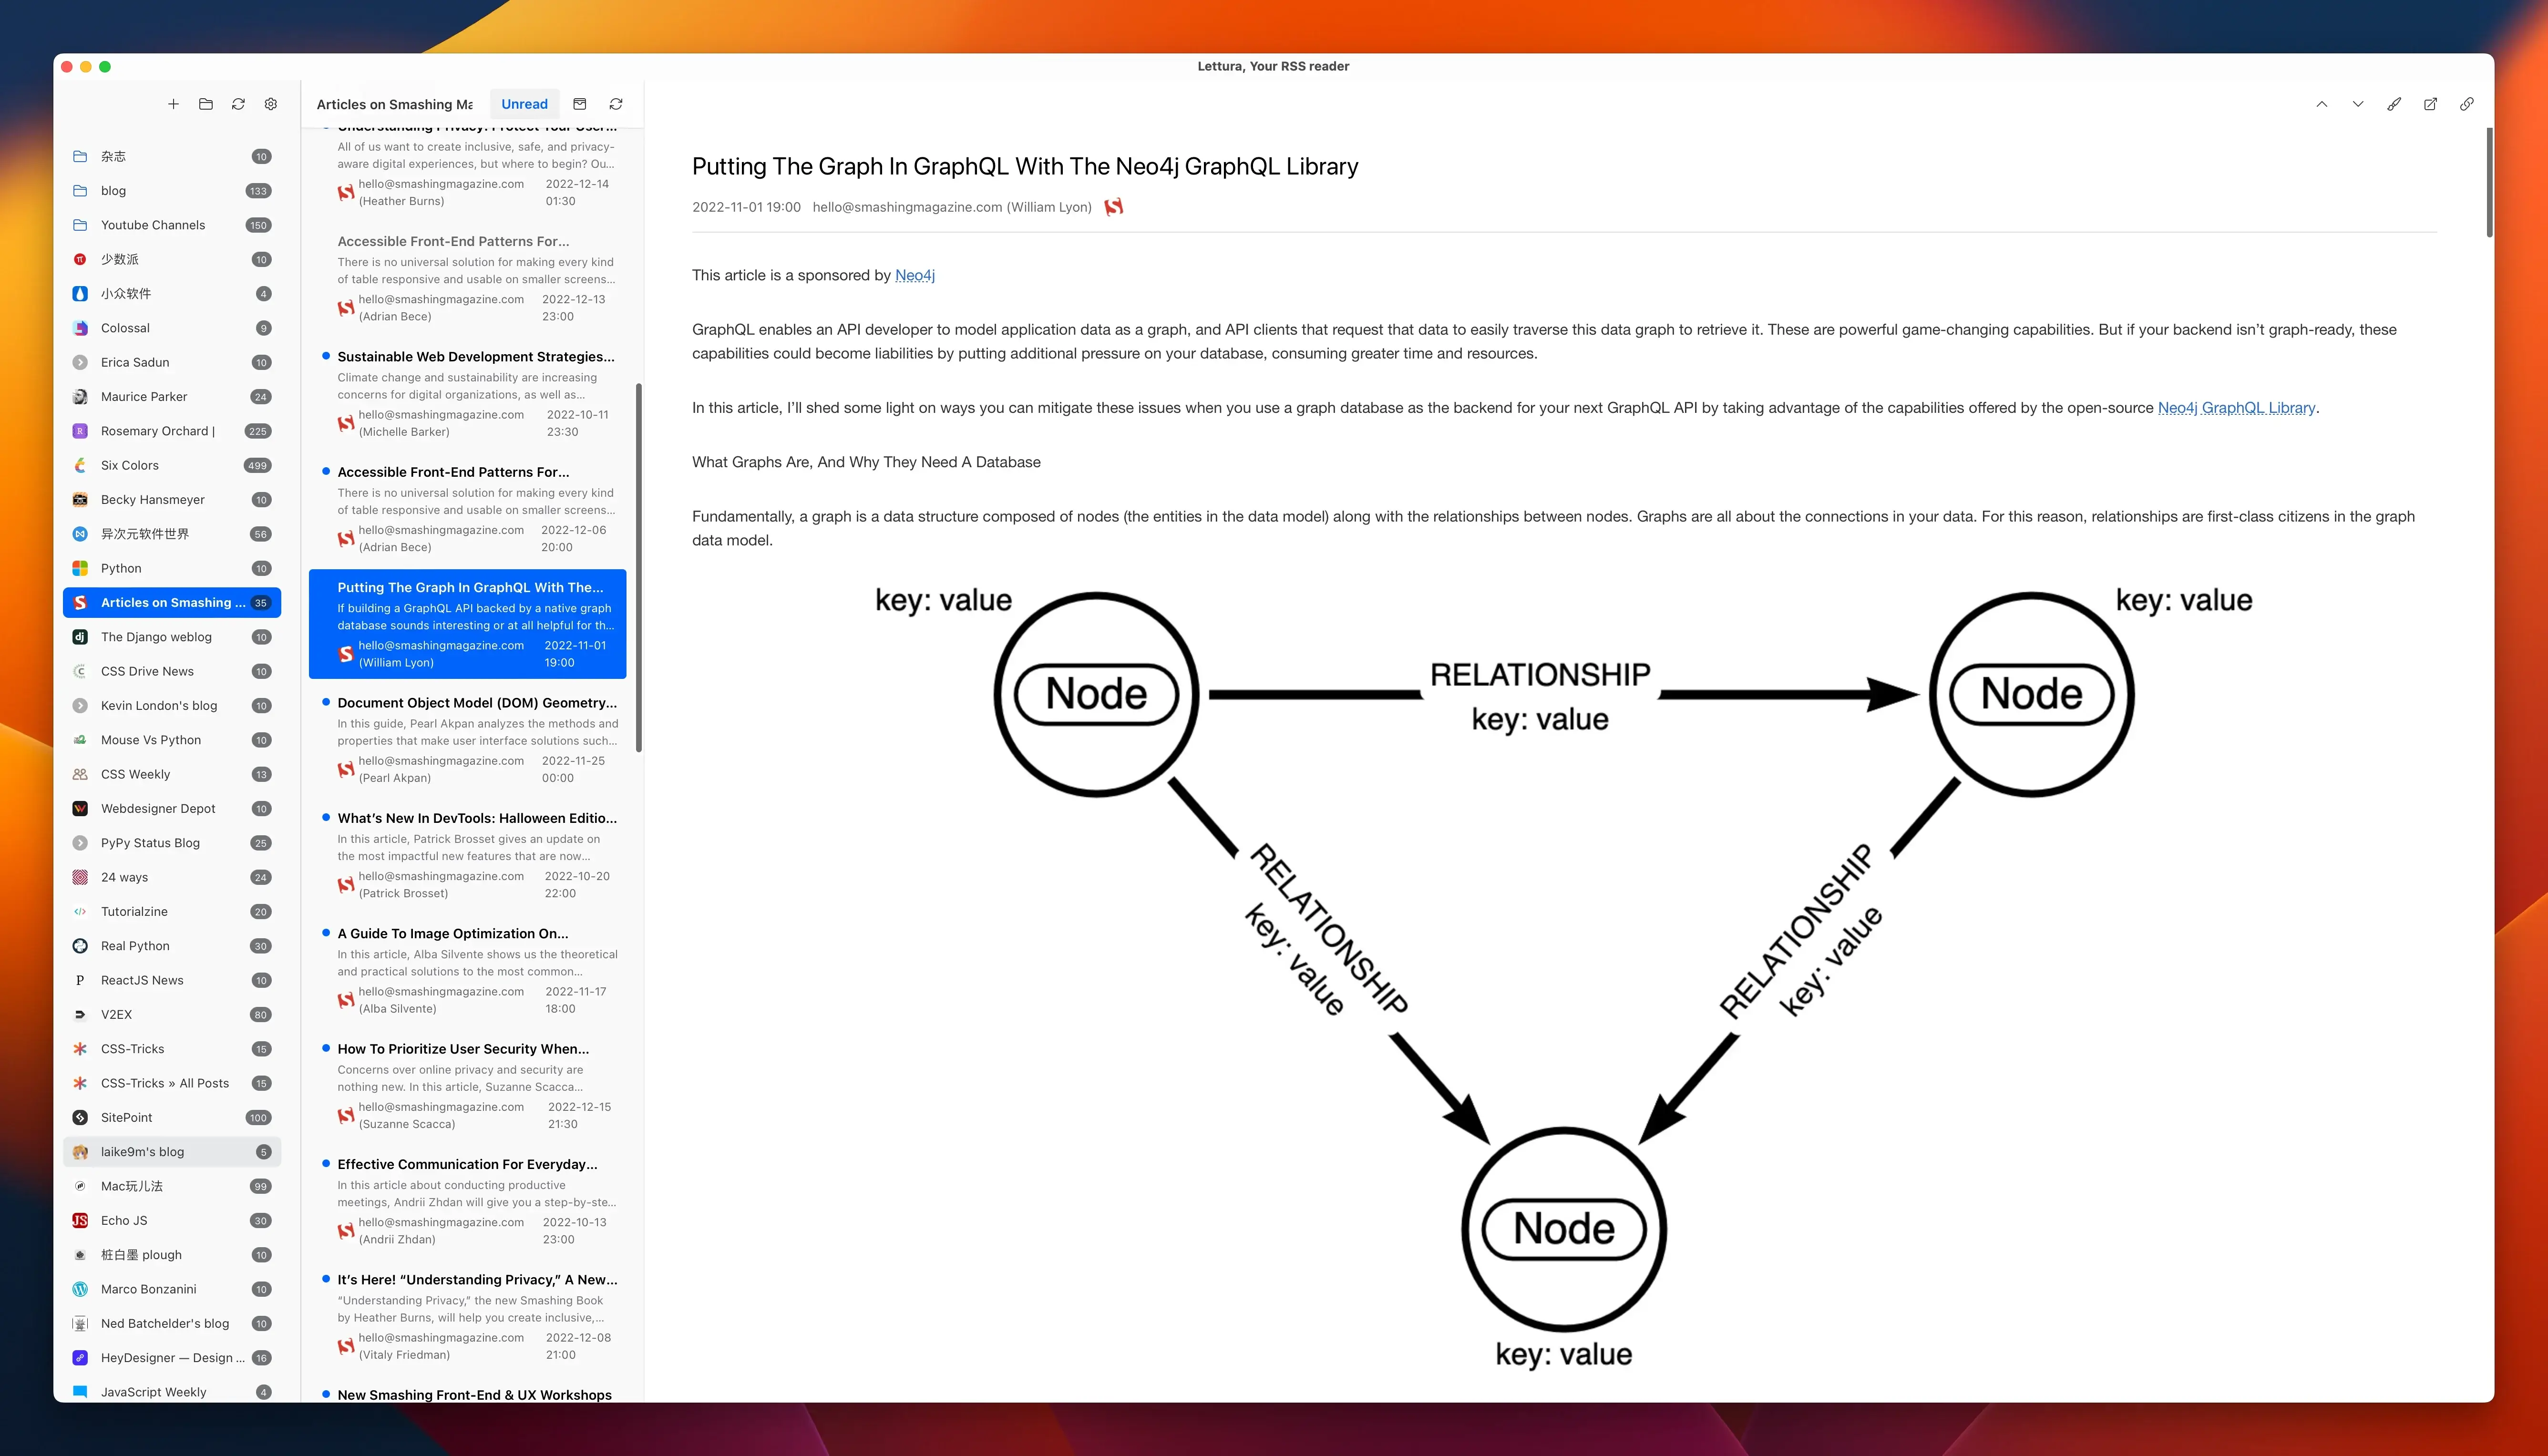 Lettura, Your RSS reader
杂志 10
blog 133
Youtube Channels 150
少数派 10
小众软件 4
Colossal 9
Erica Sadun 10
Maurice Parker 24
Rosemary Orchard | 225
Six Colors 499
Becky Hansmeyer 10
异次元软件世界 56
Python 10
Articles on Smashing ... 35
The Django weblog 10
CSS Drive News 10
Kevin London's blog 10
Mouse Vs Python 10
CSS Weekly 13
Webdesigner Depot 10
PyPy Status Blog 25
24 ways 24
Tutorialzine 20
Real Python 30
ReactJS News 10
V2EX 80
CSS-Tricks 15
CSS-Tricks » All Posts 15
SitePoint 100
laike9m's blog 5
Mac玩儿法 99
Echo JS 30
桩白墨 plough 10
Marco Bonzanini 10
Ned Batchelder's blog 10
HeyDesigner — Design ... 16
JavaScript Weekly 4
Articles on Smashing Ma
Unread
Understanding Privacy: Protect Your User...
All of us want to create inclusive, safe, and privacy-
aware digital experiences, but where to begin? Ou...
hello@smashingmagazine.com 2022-12-14
(Heather Burns) 01:30
Accessible Front-End Patterns For...
There is no universal solution for making every kind
of table responsive and usable on smaller screens...
hello@smashingmagazine.com 2022-12-13
(Adrian Bece) 23:00
Sustainable Web Development Strategies...
Climate change and sustainability are increasing
concerns for digital organizations, as well as...
hello@smashingmagazine.com 2022-10-11
(Michelle Barker) 23:30
Accessible Front-End Patterns For...
There is no universal solution for making every kind
of table responsive and usable on smaller screens...
hello@smashingmagazine.com 2022-12-06
(Adrian Bece) 20:00
Putting The Graph In GraphQL With The...
If building a GraphQL API backed by a native graph
database sounds interesting or at all helpful for th...
hello@smashingmagazine.com 2022-11-01
(William Lyon) 19:00
Document Object Model (DOM) Geometry...
In this guide, Pearl Akpan analyzes the methods and
properties that make user interface solutions such...
hello@smashingmagazine.com 2022-11-25
(Pearl Akpan) 00:00
What's New In DevTools: Halloween Editio...
In this article, Patrick Brosset gives an update on
the most impactful new features that are now...
hello@smashingmagazine.com 2022-10-20
(Patrick Brosset) 22:00
A Guide To Image Optimization On...
In this article, Alba Silvente shows us the theoretical
and practical solutions to the most common...
hello@smashingmagazine.com 2022-11-17
(Alba Silvente) 18:00
How To Prioritize User Security When...
Concerns over online privacy and security are
nothing new. In this article, Suzanne Scacca...
hello@smashingmagazine.com 2022-12-15
(Suzanne Scacca) 21:30
Effective Communication For Everyday...
In this article about conducting productive
meetings, Andrii Zhdan will give you a step-by-ste...
hello@smashingmagazine.com 2022-10-13
(Andrii Zhdan) 23:00
It's Here! “Understanding Privacy,” A New...
“Understanding Privacy,” the new Smashing Book
by Heather Burns, will help you create inclusive,...
hello@smashingmagazine.com 2022-12-08
(Vitaly Friedman) 21:00
New Smashing Front-End & UX Workshops
Putting The Graph In GraphQL With The Neo4j GraphQL Library
2022-11-01 19:00 hello@smashingmagazine.com (William Lyon)
This article is a sponsored by Neo4j
GraphQL enables an API developer to model application data as a graph, and API clients that request that data to easily traverse this data graph to retrieve it. These are powerful game-changing capabilities. But if your backend isn’t graph-ready, these
capabilities could become liabilities by putting additional pressure on your database, consuming greater time and resources.
In this article, I’ll shed some light on ways you can mitigate these issues when you use a graph database as the backend for your next GraphQL API by taking advantage of the capabilities offered by the open-source Neo4j GraphQL Library.
What Graphs Are, And Why They Need A Database
Fundamentally, a graph is a data structure composed of nodes (the entities in the data model) along with the relationships between nodes. Graphs are all about the connections in your data. For this reason, relationships are first-class citizens in the graph
data model.
key: value
key: value
Node
RELATIONSHIP
key: value
Node
RELATIONSHIP
key: value
RELATIONSHIP
key: value
Node
key: value